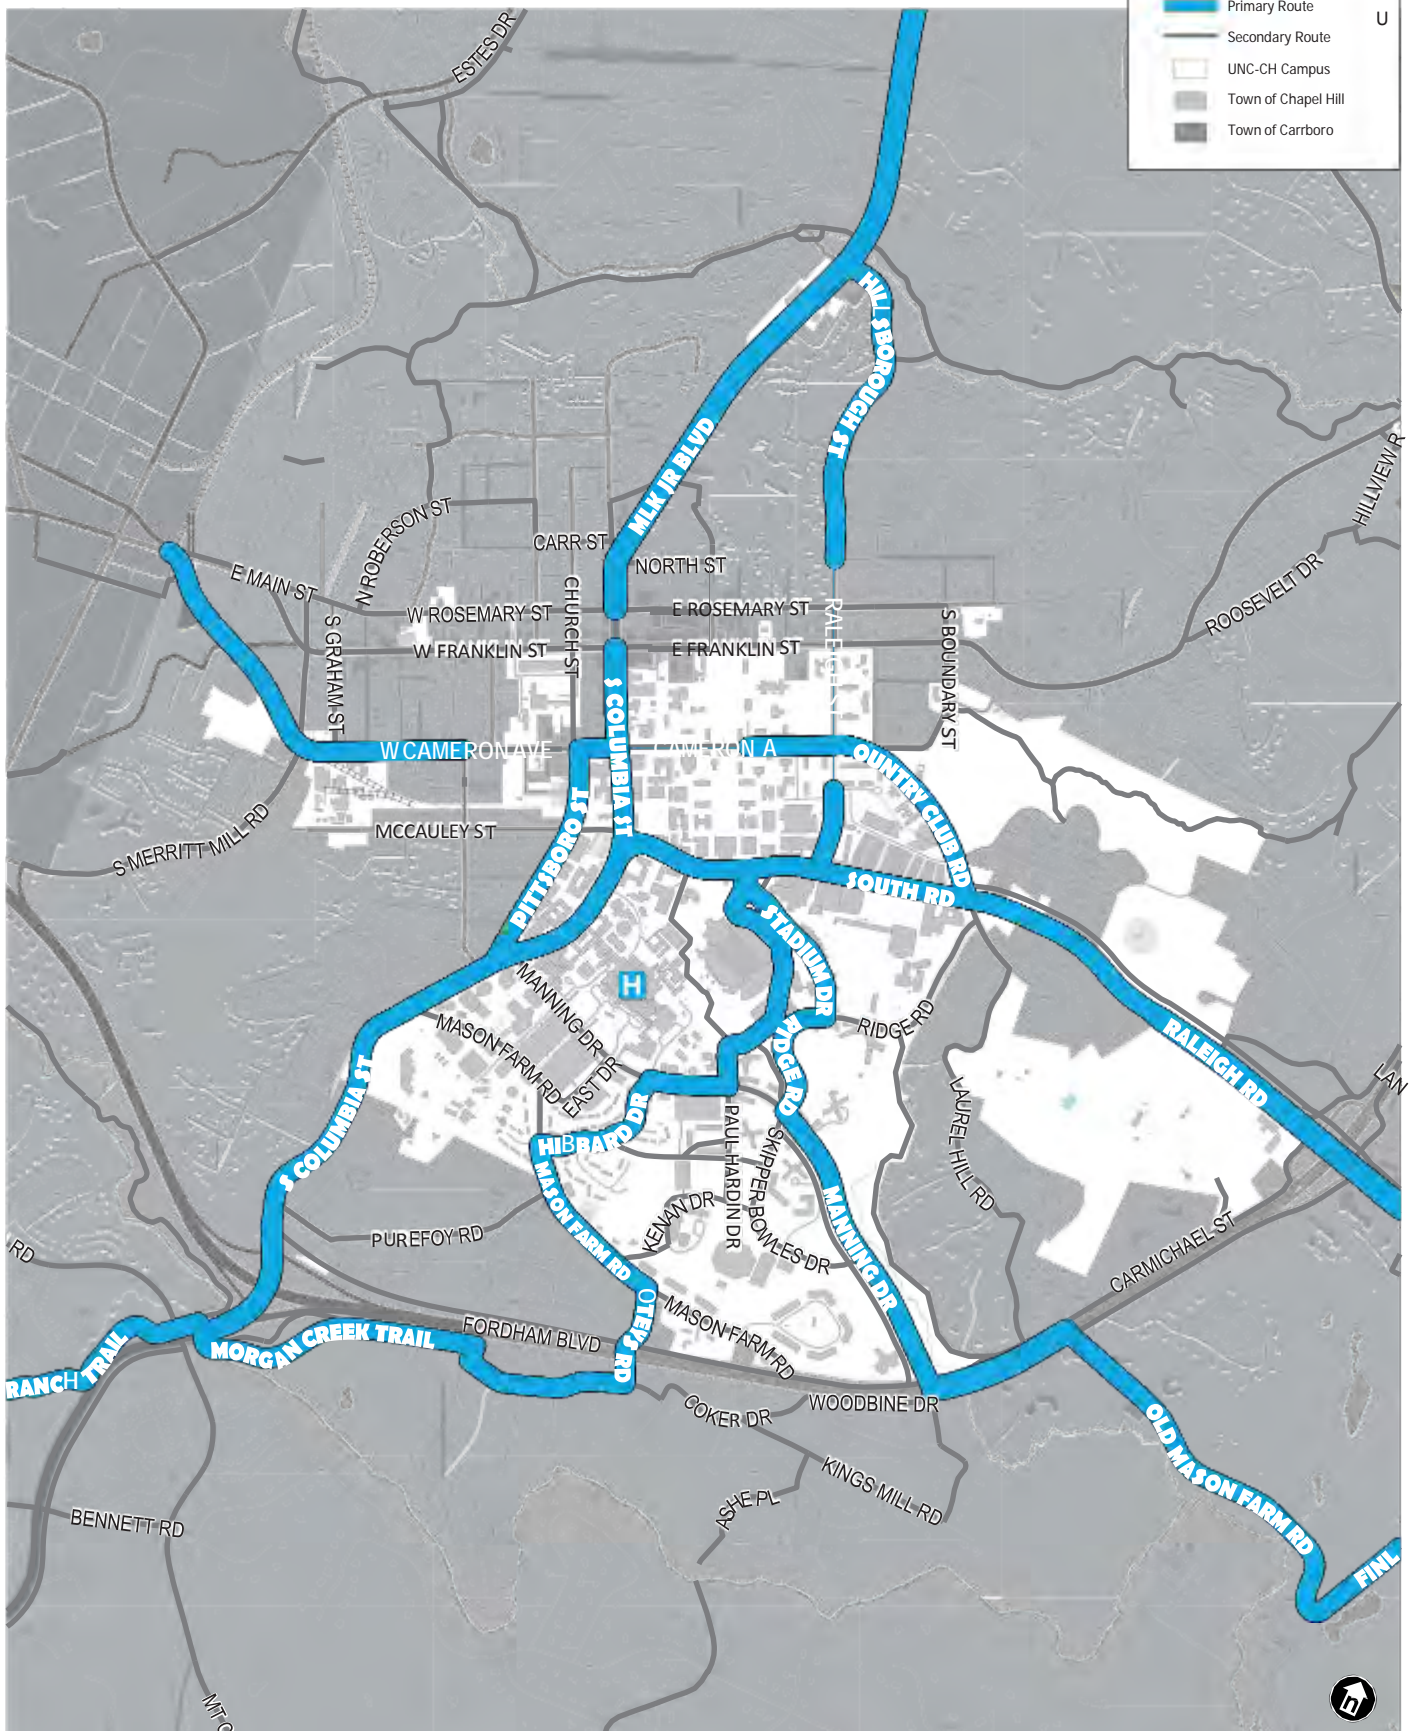 Primary Route
U
Secondary Route
UNC-CH Campus
Town of Chapel Hill
Town of Carrboro
ESTES DR
HILLSBOROUGH ST
MLK JR BLVD
HILLVIEW R
N ROBERSON ST
CARR ST
NORTH ST
E MAIN ST
CHURCH ST
W ROSEMARY ST
E ROSEMARY ST
ROOSEVELT DR
S GRAHAM ST
W FRANKLIN ST
E FRANKLIN ST
S BOUNDARY ST
S COLUMBIA ST
W CAMERON AVE
CAMERON A
OUNTRY CLUB RD
PITTSBORO ST
MCCAULEY ST
S MERRITT MILL RD
SOUTH RD
STADIUM DR
H
MANNING DR
MASON FARM RD
EAST DR
DR
RIDGE RD
RIDGE RD
RALEIGH RD
LAN
S COLUMBIA ST
LAUREL HILL RD
HIBBARD DR
PAUL HARDIN DR
SKIPPER BOWLES DR
MASON FARM RD
KENAN DR
MANNING DR
PUREFOY RD
RD
CARMICHAEL ST
OTEYS RD
MASON FARM RD
FORDHAM BLVD
MORGAN CREEK TRAIL
RANCH TRAIL
WOODBINE DR
COKER DR
OLD MASON FARM RD
KINGS MILL RD
ASHE PL
BENNETT RD
FINL
MT C
n